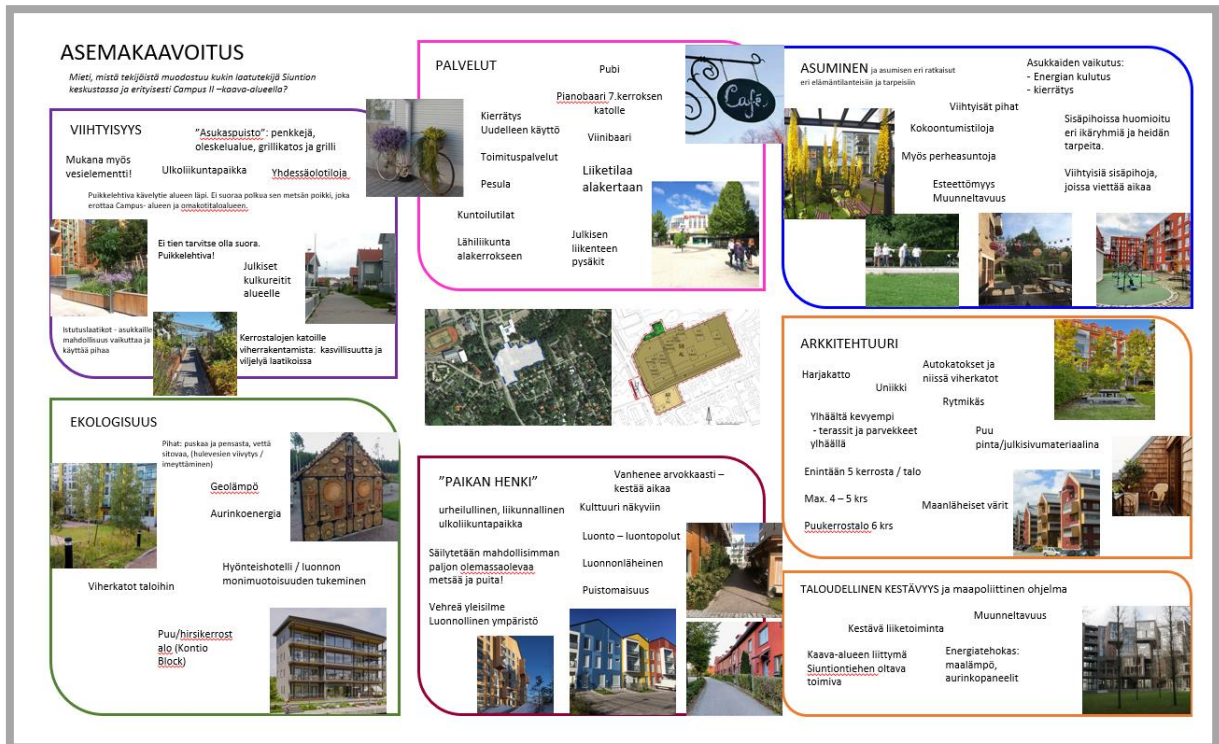 ASEMAKAAVOITUS
Mieti, mistä tekijöistä muodostuu kukin laatutekijä Siuntion
keskustassa ja erityisesti Campus II –kaava-alueella?
VIIHTYISYYS
”Asukaspuisto”: penkkejä,
oleskelualue, grillikatos ja grilli
Mukana myös
vesielementti!
Ulkoliikuntapaikka
Yhdessäolotiloja
Puikkelehtiva kävelytie alueen läpi. Ei suoraa polkua sen metsän poikki, joka
erottaa Campus- alueen ja omakotitaloalueen.
Ei tien tarvitse olla suora.
Puikkelehtiva!
Julkiset
kulkureitit
alueelle
Istutuslaatikot - asukkaille
mahdollisuus vaikuttaa ja
käyttää pihaa
Kerrostalojen katoille
viherrakentamista: kasvillisuutta ja
viljelyä laatikoissa
EKOLOGISUUS
Pihat: puskaa ja pensasta, vettä
sitovaa, (hulevesien viivytys /
imeyttäminen)
Geolämpö
Aurinkoenergia
Hyönteishotelli / luonnon
monimuotoisuuden tukeminen
Viherkatot taloihin
Puu/hirsikerrost
alo (Kontio
Block)
PALVELUT
Pubi
Pianobaari 7.kerroksen
katolle
Kierrätys
Uudelleen käyttö
Viinibaari
Toimituspalvelut
Liiketilaa
alakertaan
Pesula
Kuntoilutilat
Lähiliikunta
alakerrokseen
Julkisen
liikenteen
pysäkit
Café
”PAIKAN HENKI”
Vanhenee arvokkaasti –
kestää aikaa
urheilullinen, liikunnallinen
ulkoliikuntapaikka
Kulttuuri näkyviin
Säilytetään mahdollisimman
paljon olemassaolevaa
metsää ja puita!
Luonto – luontopolut
Luonnonläheinen
Puistomaisuus
Vehreä yleisilme
Luonnollinen ympäristö
ASUMINEN ja asumisen eri ratkaisut
eri elämäntilanteisiin ja tarpeisiin
Asukkaiden vaikutus:
- Energian kulutus
- kierrätys
Viihtyisät pihat
Kokoontumistiloja
Sisäpihoissa huomioitu
eri ikäryhmiä ja heidän
tarpeita.
Myös perheasuntoja
Viihtyisiä sisäpihoja,
joissa viettää aikaa
Esteettömyys
Muunneltavuus
ARKKITEHTUURI
Harjakatto
Autokatokset ja
niissä viherkatot
Uniikki
Rytmikäs
Ylhäältä kevyempi
- terassit ja parvekkeet
ylhäällä
Puu
pinta/julkisivumateriaalina
Enintään 5 kerrosta / talo
Max. 4 – 5 krs
Maanläheiset värit
Puukerrostalo 6 krs
TALOUDELLINEN KESTÄVYYS ja maapoliittinen ohjelma
Muunneltavuus
Kestävä liiketoiminta
Kaava-alueen liittymä
Siuntiontiehen oltava
toimiva
Energiatehokas:
maalämpö,
aurinkopaneelit